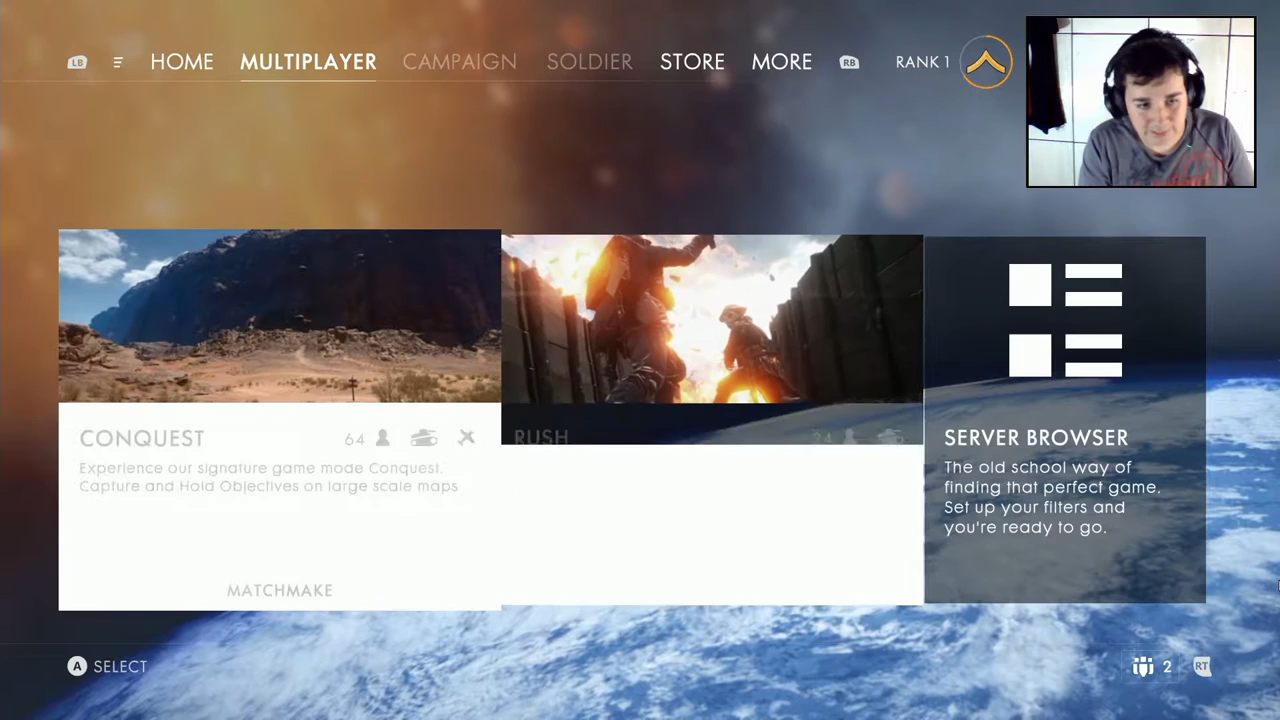 LB HOME MULTIPLAYER CAMPAIGN SOLDIER STORE MORE RB RANK 1
CONQUEST 64
Experience our signature game mode Conquest.
Capture and Hold Objectives on large scale maps
MATCHMAKE
RUSH 24
SERVER BROWSER
The old school way of
finding that perfect game.
Set up your filters and
you're ready to go.
A SELECT
2 RT